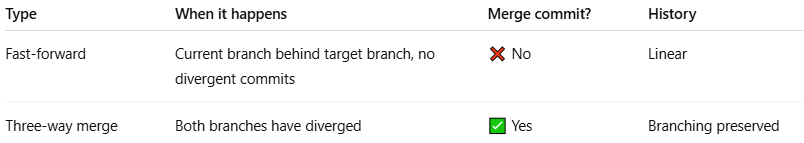 Type When it happens Merge commit? History
Fast-forward Current branch behind target branch, no ❌ No Linear
divergent commits
Three-way merge Both branches have diverged ✅ Yes Branching preserved